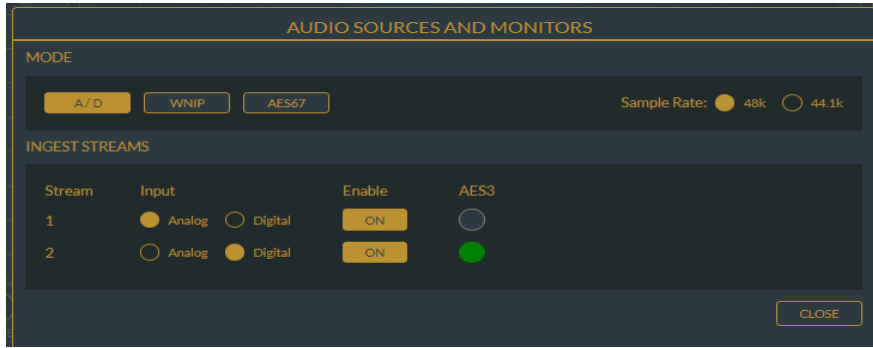 AUDIO SOURCES AND MONITORS
MODE
A/D WNIP AES67 Sample Rate: 48k 44.1k
INGEST STREAMS
Stream Input Enable AES3
1 Analog Digital ON
2 Analog Digital ON
CLOSE